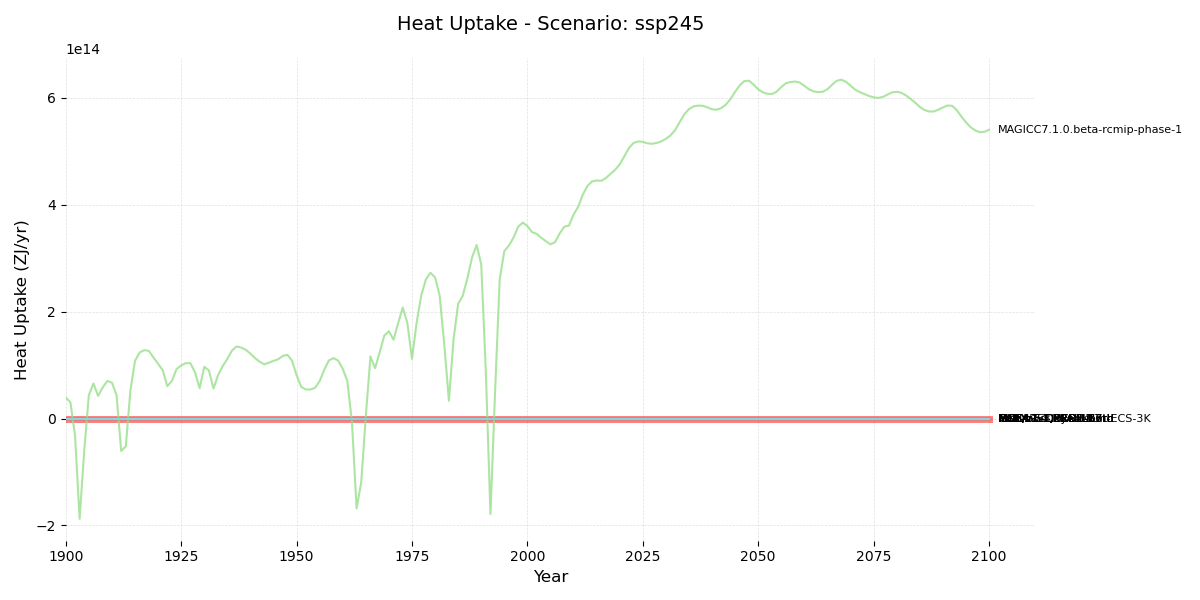 Heat Uptake - Scenario: ssp245
1e14
6
4
2
0
−2
Heat Uptake (ZJ/yr)
1900
1925
1950
1975
2000
2025
2050
2075
2100
Year
MAGICC7.1.0.beta-rcmip-phase-1
ECS-3K